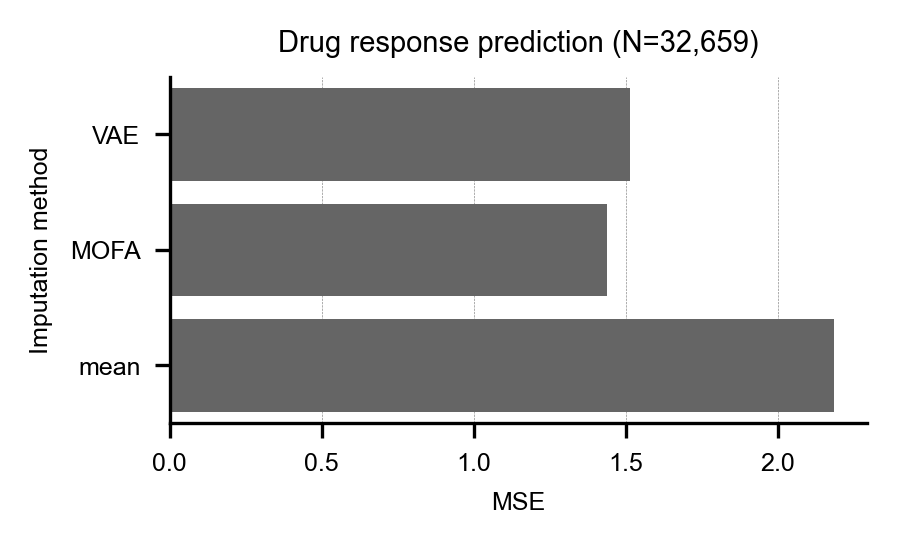 Drug response prediction (N=32,659)
Imputation method
VAE
MOFA
mean
0.0 0.5 1.0 1.5 2.0
MSE